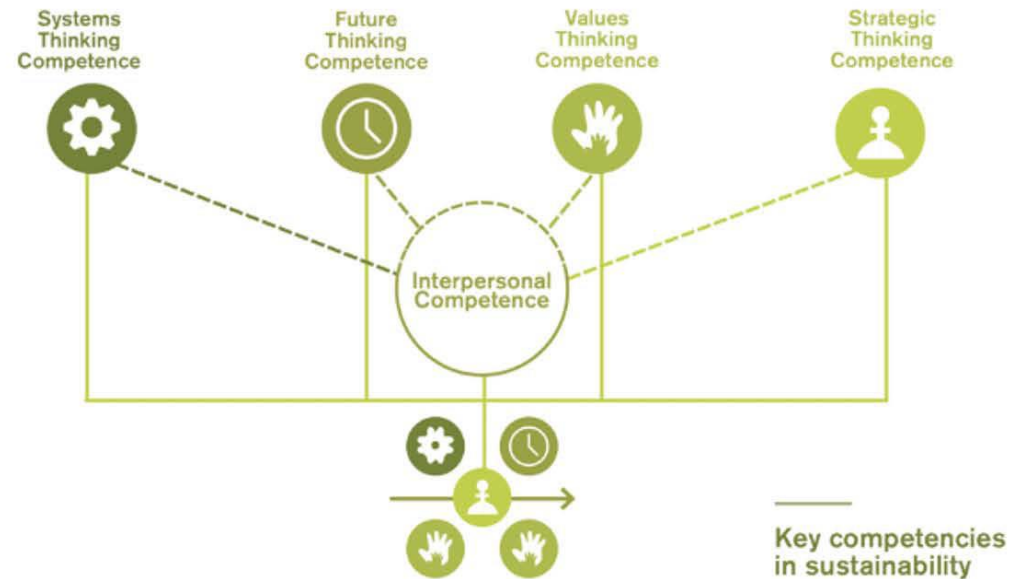 Systems
Thinking
Competence
Future
Thinking
Competence
Values
Thinking
Competence
Strategic
Thinking
Competence
Interpersonal
Competence
Key competencies
in sustainability